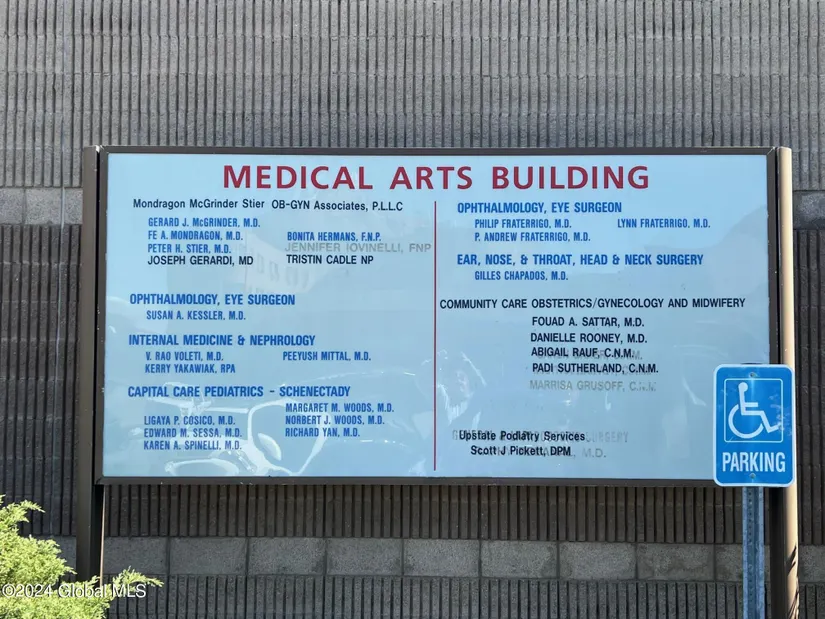 MEDICAL ARTS BUILDING
Mondragon McGrinder Stier OB-GYN Associates, P.L.L.C
GERARD J. McGRINDER, M.D.
FE A. MONDRAGON, M.D.
PETER H. STIER, M.D.
JOSEPH GERARDI, MD
BONITA HERMANS, F.N.P.
JENNIFER IOVINELLI, FNP
TRISTIN CADLE NP
OPHTHALMOLOGY, EYE SURGEON
SUSAN A. KESSLER, M.D.
INTERNAL MEDICINE & NEPHROLOGY
V. RAO VOLETI, M.D.
KERRY YAKAWIAK, RPA
PEEYUSH MITTAL, M.D.
CAPITAL CARE PEDIATRICS - SCHENECTADY
LIGAYA P. COSICO, M.D.
EDWARD M. SESSA, M.D.
KAREN A. SPINELLI, M.D.
MARGARET M. WOODS, M.D.
NORBERT J. WOODS, M.D.
RICHARD YAN, M.D.
OPHTHALMOLOGY, EYE SURGEON
PHILIP FRATERRIGO, M.D.
P. ANDREW FRATERRIGO, M.D.
LYNN FRATERRIGO, M.D.
EAR, NOSE, & THROAT, HEAD & NECK SURGERY
GILLES CHAPADOS, M.D.
COMMUNITY CARE OBSTETRICS/GYNECOLOGY AND MIDWIFERY
FOUAD A. SATTAR, M.D.
DANIELLE ROONEY, M.D.
ABIGAIL RAUF, C.N.M.
PADI SUTHERLAND, C.N.M.
MARRISA GRUSOFF, C.N.M.
Upstate Podiatry Services
SURGERY
Scott J Pickett, DPM
M.D.
PARKING
©2024 Global MLS